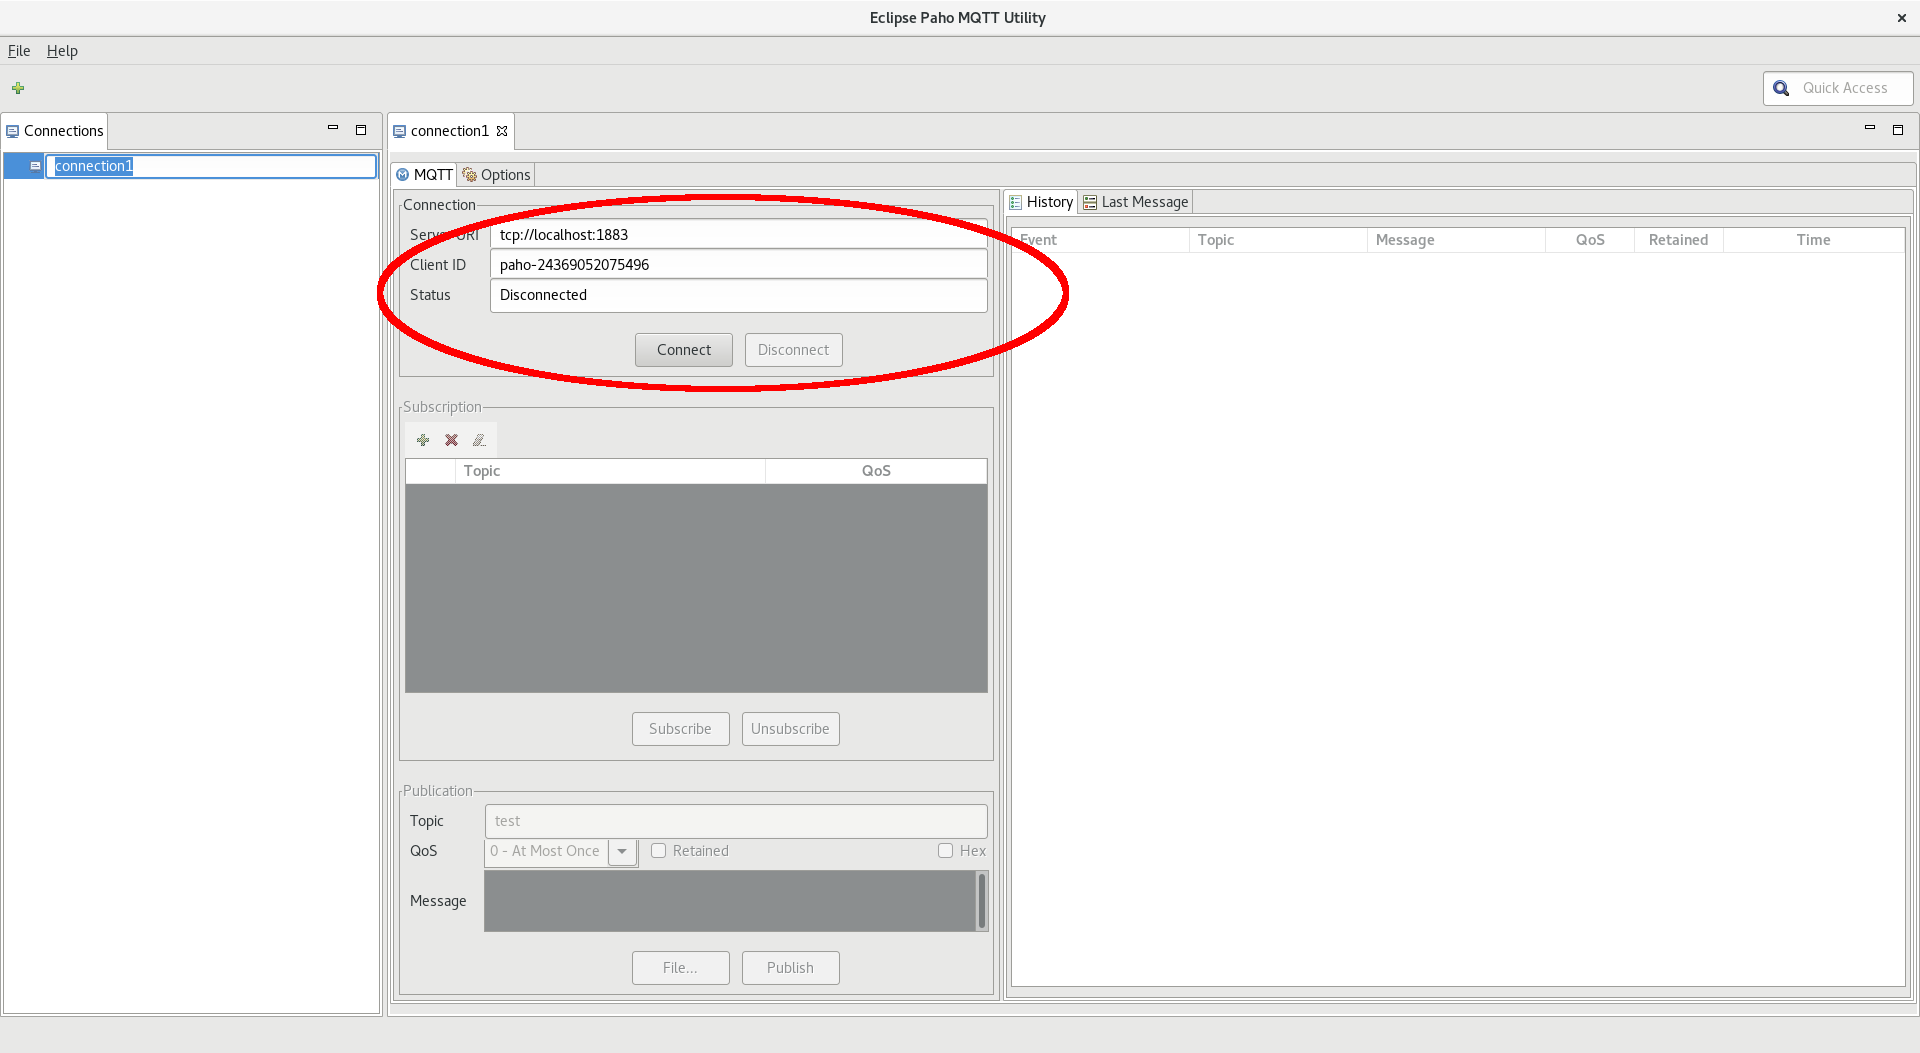 Eclipse Paho MQTT Utility
File Help
Quick Access
Connections
connection1
connection1
MQTT Options
Connection
Server URI tcp://localhost:1883
Client ID paho-24369052075496
Status Disconnected
Connect Disconnect
Subscription
Topic QoS
Subscribe Unsubscribe
Publication
Topic test
QoS 0 - At Most Once Retained Hex
Message
File... Publish
History Last Message
Event Topic Message QoS Retained Time